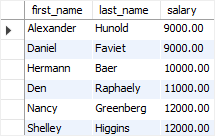 first_name last_name salary
Alexander Hunold 9000.00
Daniel Faviet 9000.00
Hermann Baer 10000.00
Den Raphaely 11000.00
Nancy Greenberg 12000.00
Shelley Higgins 12000.00